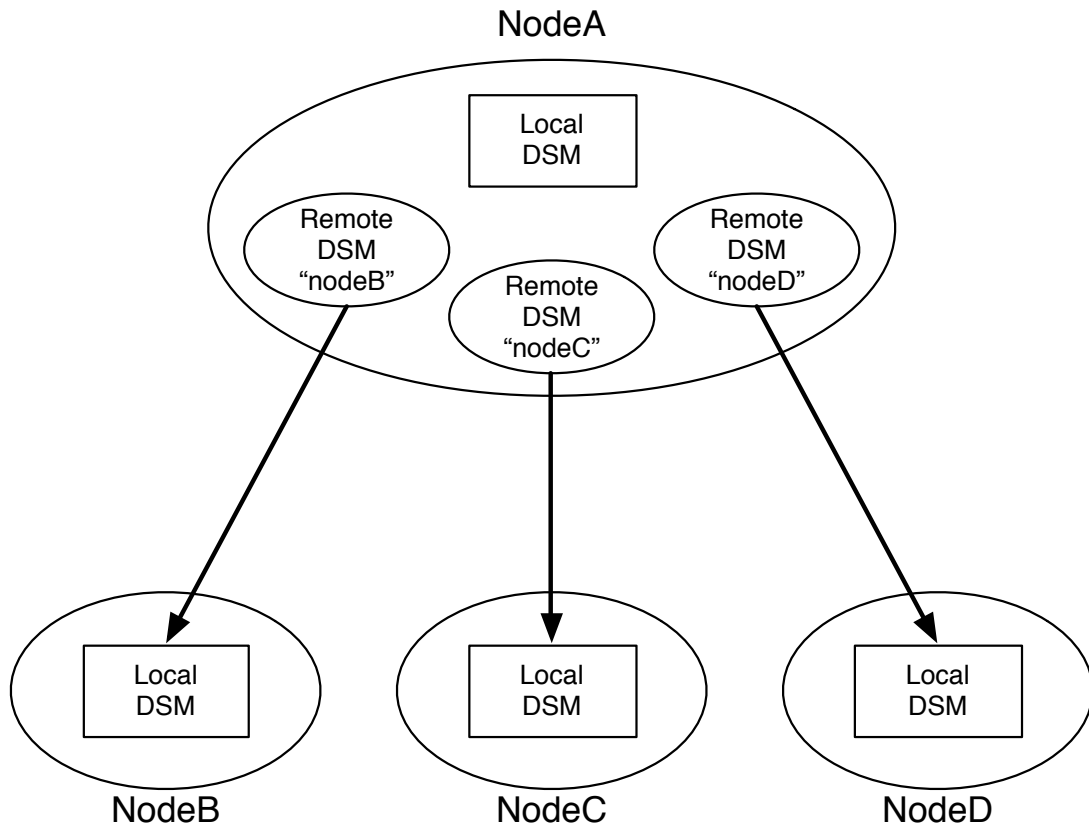 NodeA
Local
DSM
Remote
DSM
“nodeB”
Remote
DSM
“nodeC”
Remote
DSM
“nodeD”
Local
DSM
Local
DSM
Local
DSM
NodeB
NodeC
NodeD